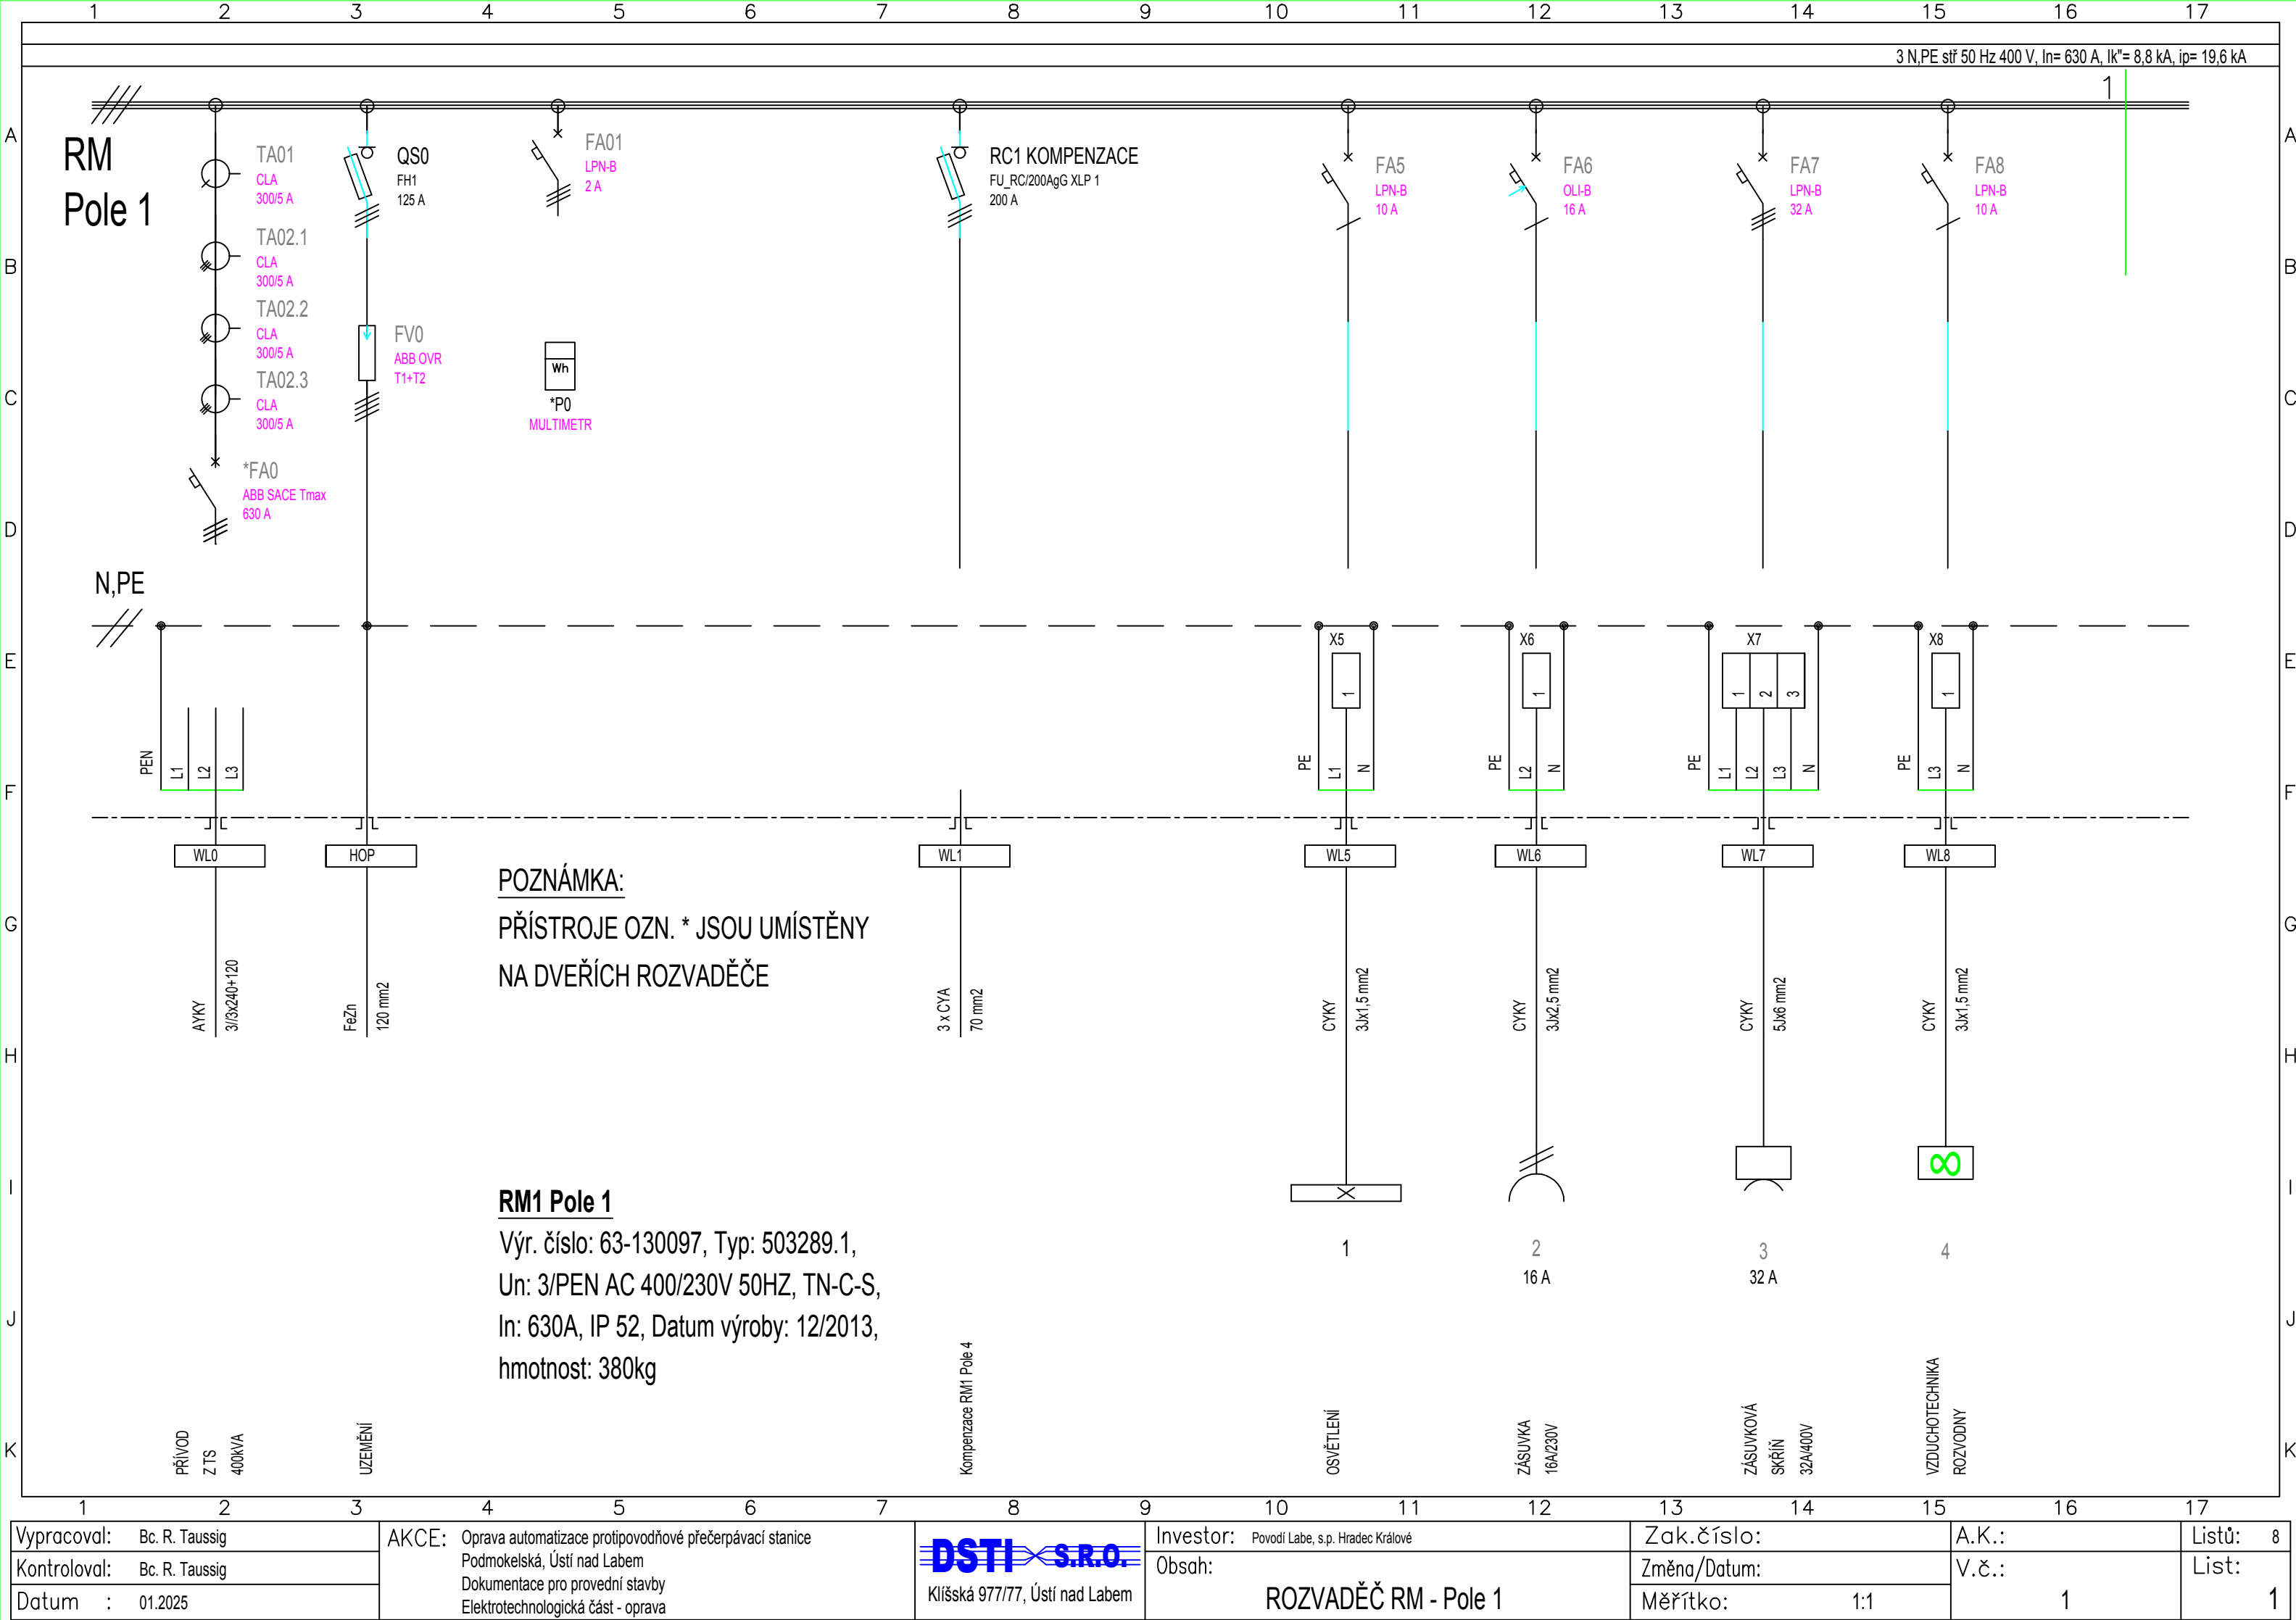 1 2 3 4 5 6 7 8 9 10 11 12 13 14 15 16 17
3 N,PE stř 50 Hz 400 V, In= 630 A, Ik"= 8,8 kA, ip= 19,6 kA
1
A
A
RM
Pole 1
TA01
CLA
300/5 A
QS0
FH1
125 A
FA01
LPN-B
2 A
RC1 KOMPENZACE
FU_RC/200AgG XLP 1
200 A
FA5
LPN-B
10 A
FA6
OLI-B
16 A
FA7
LPN-B
32 A
FA8
LPN-B
10 A
B
B
TA02.1
CLA
300/5 A
TA02.2
CLA
300/5 A
FV0
ABB OVR
T1+T2
Wh
*P0
MULTIMETR
C
C
TA02.3
CLA
300/5 A
*FA0
ABB SACE Tmax
630 A
D
D
N,PE
E
E
X5
1
X6
1
X7
1 2 3
X8
1
PEN
L1
L2
L3
PE
L1
N
PE
L2
N
PE
L1
L2
L3
N
PE
L3
N
F
F
WL0
HOP
WL1
WL5
WL6
WL7
WL8
POZNÁMKA:
PŘÍSTROJE OZN. * JSOU UMÍSTĚNY
NA DVEŘÍCH ROZVADĚČE
G
G
AYKY
3//3x240+120
FeZn
120 mm2
3 x CYA
70 mm2
CYKY
3Jx1,5 mm2
CYKY
3Jx2,5 mm2
CYKY
5Jx6 mm2
CYKY
3Jx1,5 mm2
H
H
I
I
RM1 Pole 1
Výr. číslo: 63-130097, Typ: 503289.1,
Un: 3/PEN AC 400/230V 50HZ, TN-C-S,
In: 630A, IP 52, Datum výroby: 12/2013,
hmotnost: 380kg
1
2
16 A
3
32 A
4
J
J
K
K
PŘÍVOD
Z TS
400kVA
UZEMĚNÍ
Kompenzace RM1 Pole 4
OSVĚTLENÍ
ZÁSUVKA
16A/230V
ZÁSUVKOVÁ
SKŘÍŇ
32A/400V
VZDUCHOTECHNIKA
ROZVODNY
1 2 3 4 5 6 7 8 9 10 11 12 13 14 15 16 17
Vypracoval: Bc. R. Taussig
Kontroloval: Bc. R. Taussig
Datum : 01.2025
AKCE: Oprava automatizace protipovodňové přečerpávací stanice
Podmokelská, Ústí nad Labem
Dokumentace pro provední stavby
Elektrotechnologická část - oprava
DSTI S.R.O.
Klíšská 977/77, Ústí nad Labem
Investor: Povodí Labe, s.p. Hradec Králové
Obsah:
ROZVADĚČ RM - Pole 1
Zak.číslo:
Změna/Datum:
Měřítko: 1:1
A.K.:
V.č.:
1
Listů: 8
List:
1